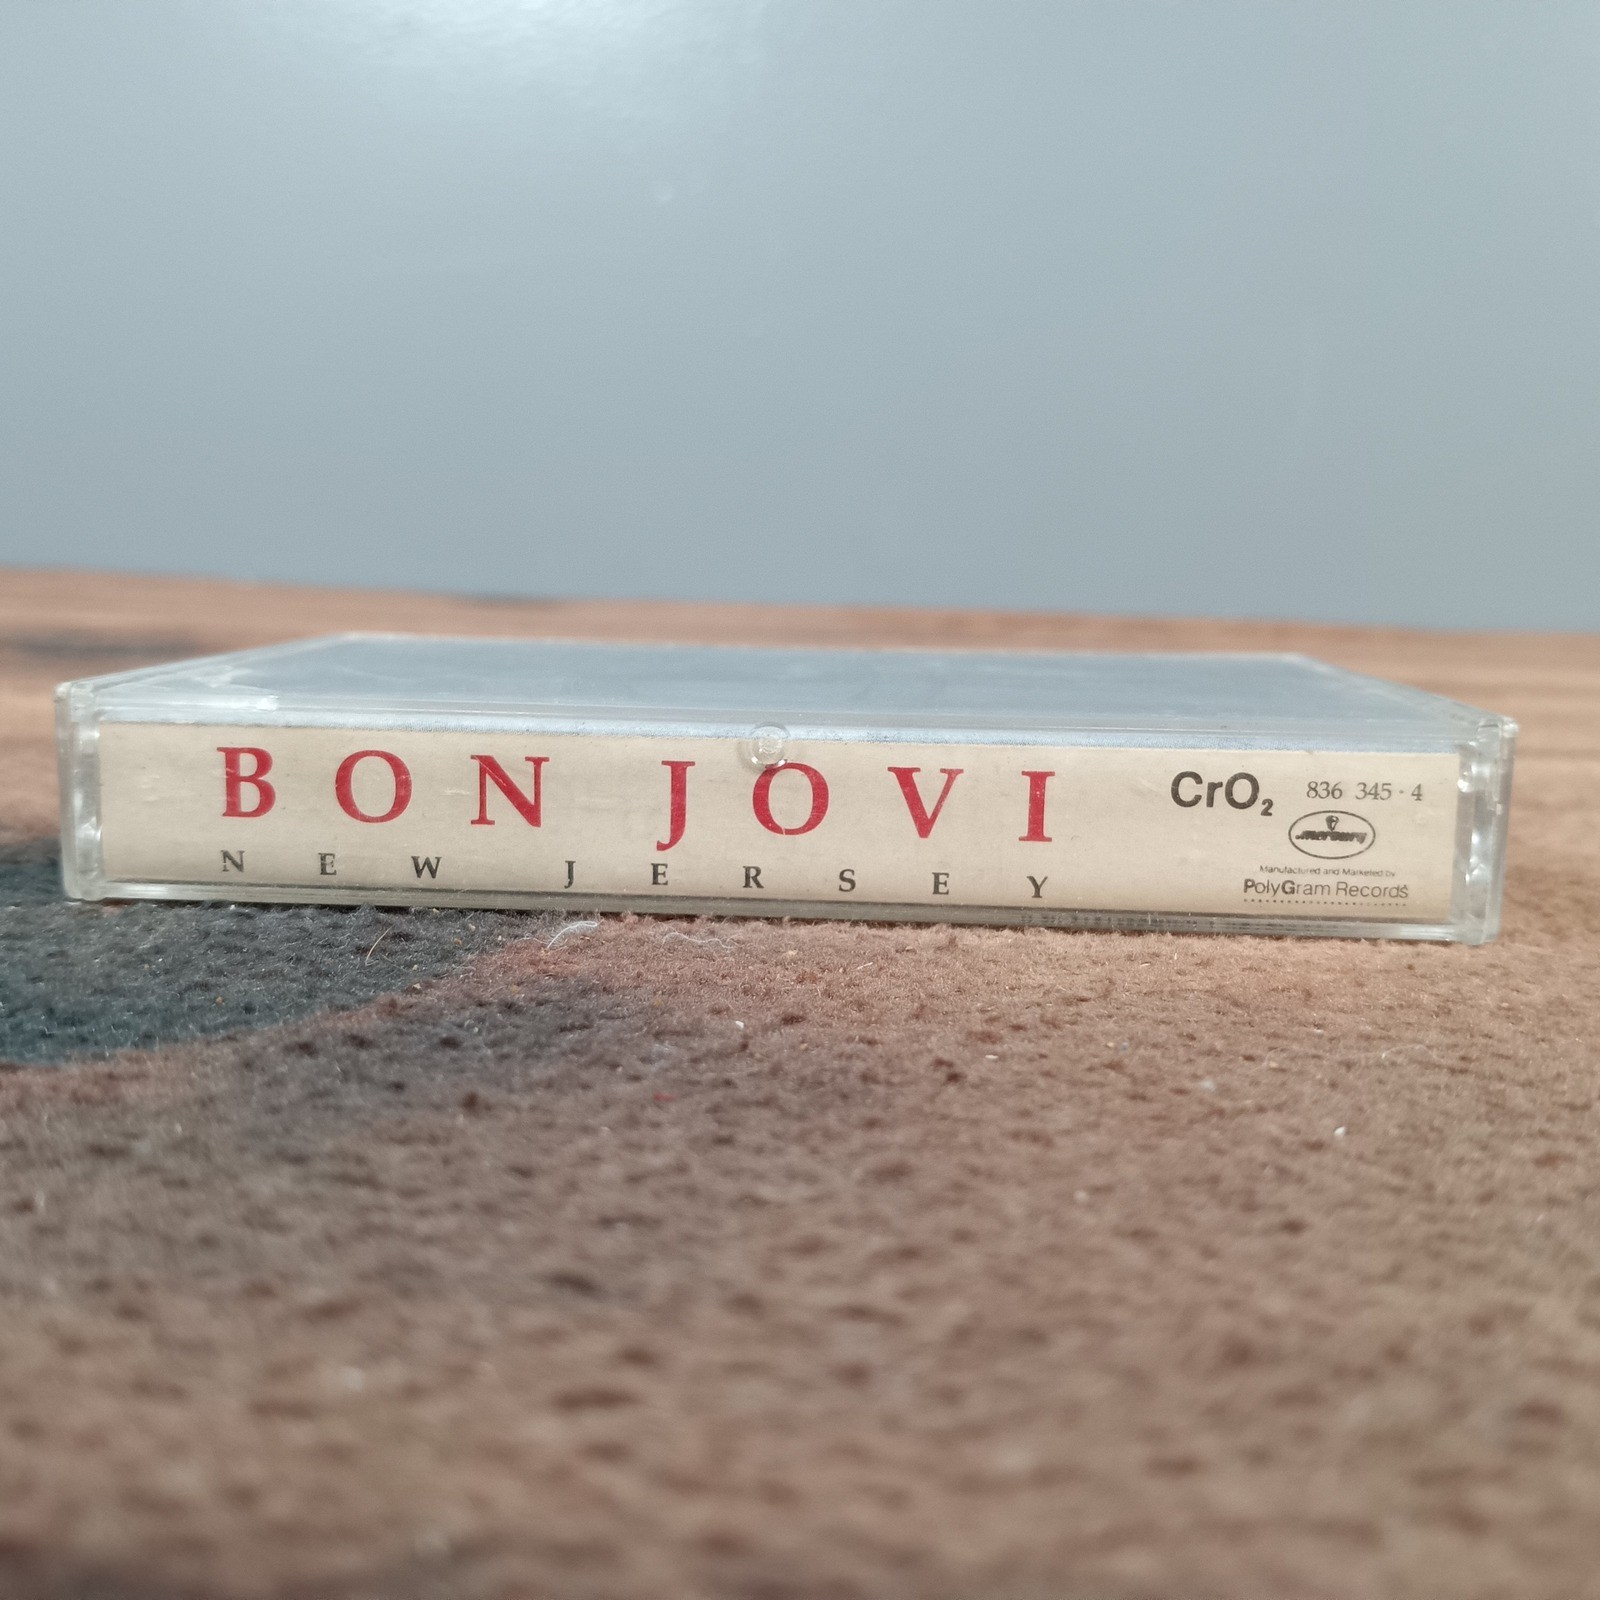 BON JOVI
NEW JERSEY
CrO₂
836 345 · 4
mercury
Manufactured and Marketed by
PolyGram Records